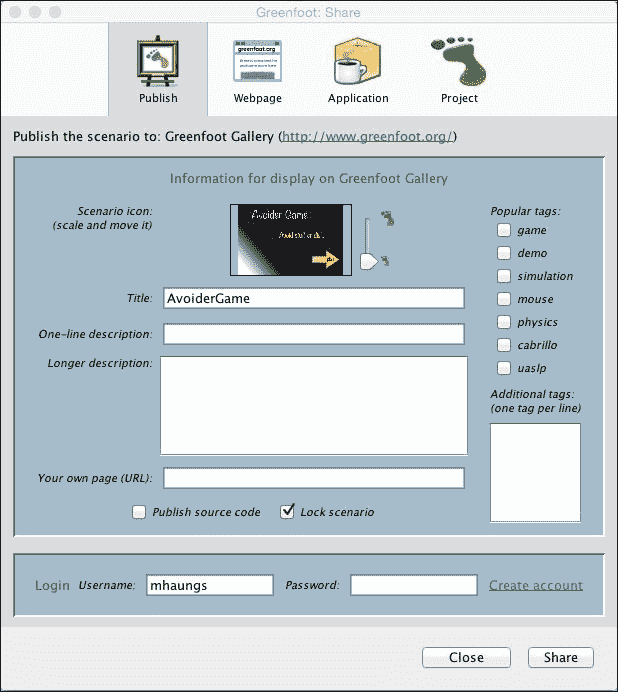 Greenfoot: Share
greenfoot.org
Publish
Webpage
Application
Project
Publish the scenario to: Greenfoot Gallery (http://www.greenfoot.org/)
Information for display on Greenfoot Gallery
Scenario icon:
(scale and move it)
Avoider Game:
Popular tags:
game
demo
simulation
mouse
physics
cabrillo
uaslp
Title:
AvoiderGame
One-line description:
Longer description:
Additional tags:
(one tag per line)
Your own page (URL):
Publish source code
Lock scenario
Login
Username:
mhaungs
Password:
Create account
Close
Share